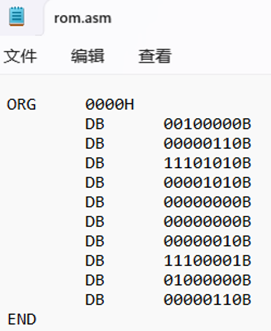 rom.asm
文件 编辑 查看
ORG 0000H
DB 00100000B
DB 00000110B
DB 11101010B
DB 00001010B
DB 00000000B
DB 00000000B
DB 00000010B
DB 11100001B
DB 01000000B
DB 00000110B
END